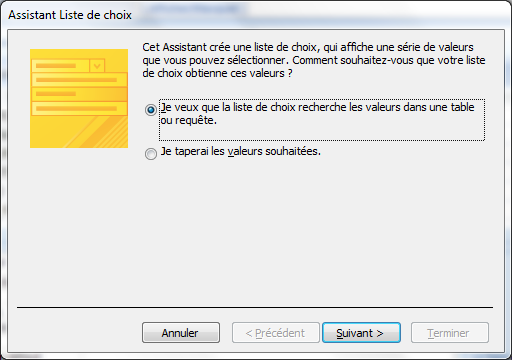 Assistant Liste de choix
Cet Assistant crée une liste de choix, qui affiche une série de valeurs
que vous pouvez sélectionner. Comment souhaitez-vous que votre liste
de choix obtienne ces valeurs ?
Je veux que la liste de choix recherche les valeurs dans une table
ou requête.
Je taperai les valeurs souhaitées.
Annuler
< Précédent
Suivant >
Terminer